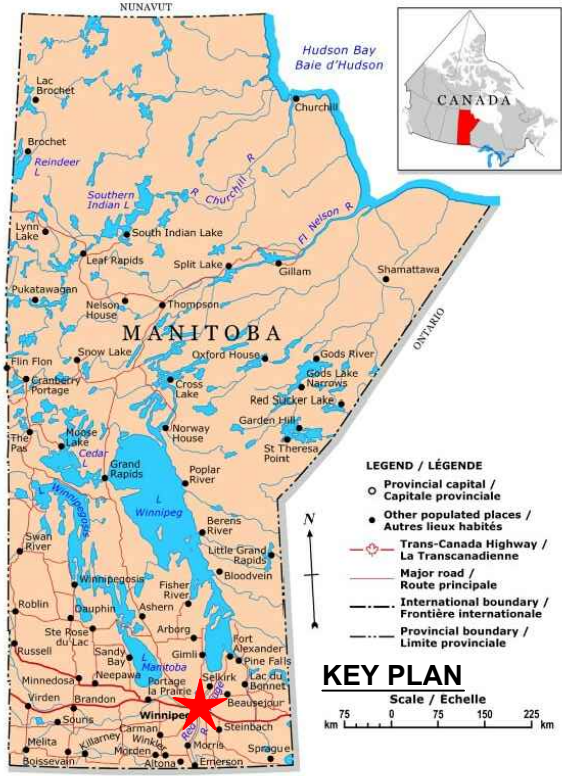 NUNAVUT
Hudson Bay
Baie d'Hudson
CANADA
Lac
Brochet
Churchill
Brochet
Reindeer
L
R Churchill R
Southern
Indian L
Lynn
Lake
South Indian Lake
Fl Nelson R
Leaf Rapids
Split Lake
Gillam
Shamattawa
Pukatawagan
Nelson
House
Thompson
MANITOBA
ONTARIO
Snow Lake
Oxford House
Gods River
Flin Flon
Cranberry
Portage
Cross
Lake
Gods Lake
Narrows
Red Sucker Lake
The
Pas
Moose
Lake
Norway
House
Garden Hill
St Theresa
Point
Cedar
L
Grand
Rapids
Poplar
River
L Winnipegosis
L
Winnipeg
Berens
River
Swan
River
Little Grand
Rapids
Bloodvein
Winnipegosis
Fisher
River
Roblin
Dauphin
Ashern
Ste Rose
du Lac
Arborg
Russell
Sandy
Bay
L
Manitoba
Gimli
Fort
Alexander
Pine Falls
Minnedosa
Neepawa
Selkirk
Lac du
Bonnet
Portage
la Prairie
Beausejour
Virden
Brandon
Winnipeg
Steinbach
Souris
Carman
Red
R
Melita
Killarney
Winkler
Morris
Boissevain
Morden
Altona
Emerson
Sprague
LEGEND / LÉGENDE
Provincial capital /
Capitale provinciale
Other populated places /
Autres lieux habités
Trans-Canada Highway /
La Transcanadienne
Major road /
Route principale
International boundary /
Frontière internationale
Provincial boundary /
Limite provinciale
N
KEY PLAN
Scale / Échelle
75 0 75 150 225
km km